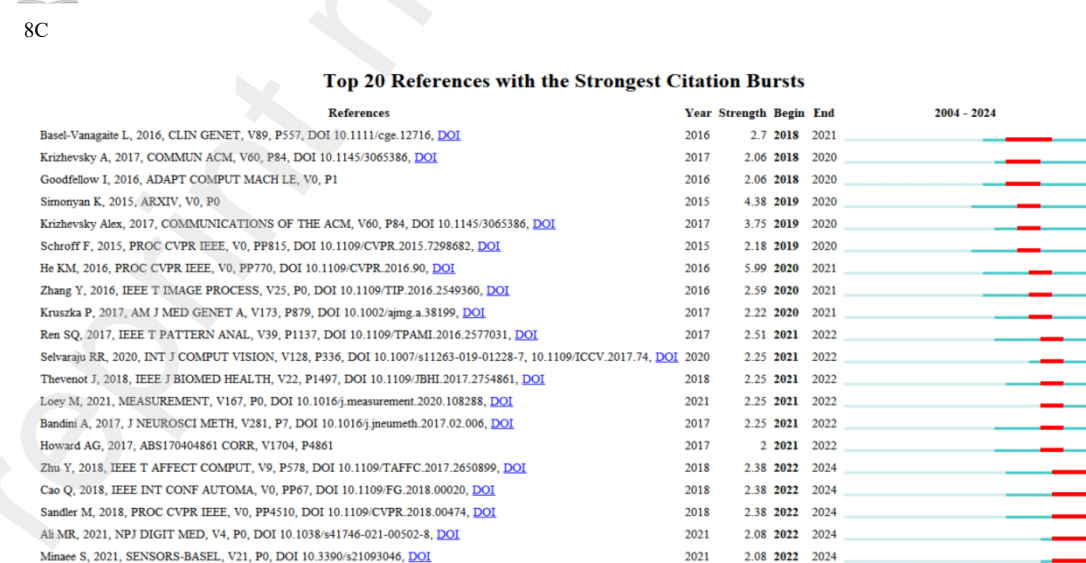 8C
Top 20 References with the Strongest Citation Bursts
References Year Strength Begin End 2004 - 2024
Basel-Vanagaite L, 2016, CLIN GENET, V89, P557, DOI 10.1111/cge.12716, DOI 2016 2.7 2018 2021
Krizhevsky A, 2017, COMMUN ACM, V60, P84, DOI 10.1145/3065386, DOI 2017 2.06 2018 2020
Goodfellow I, 2016, ADAPT COMPUT MACH LE, V0, P1 2016 2.06 2018 2020
Simonyan K, 2015, ARXIV, V0, P0 2015 4.38 2019 2020
Krizhevsky Alex, 2017, COMMUNICATIONS OF THE ACM, V60, P84, DOI 10.1145/3065386, DOI 2017 3.75 2019 2020
Schroff F, 2015, PROC CVPR IEEE, V0, PP815, DOI 10.1109/CVPR.2015.7298682, DOI 2015 2.18 2019 2020
He KM, 2016, PROC CVPR IEEE, V0, PP770, DOI 10.1109/CVPR.2016.90, DOI 2016 5.99 2020 2021
Zhang Y, 2016, IEEE T IMAGE PROCESS, V25, P0, DOI 10.1109/TIP.2016.2549360, DOI 2016 2.59 2020 2021
Kruszka P, 2017, AM J MED GENET A, V173, P879, DOI 10.1002/ajmg.a.38199, DOI 2017 2.22 2020 2021
Ren SQ, 2017, IEEE T PATTERN ANAL, V39, P1137, DOI 10.1109/TPAMI.2016.2577031, DOI 2017 2.51 2021 2022
Selvaraju RR, 2020, INT J COMPUT VISION, V128, P336, DOI 10.1007/s11263-019-01228-7, 10.1109/ICCV.2017.74, DOI 2020 2.25 2021 2022
Thevenot J, 2018, IEEE J BIOMED HEALTH, V22, P1497, DOI 10.1109/JBHI.2017.2754861, DOI 2018 2.25 2021 2022
Loey M, 2021, MEASUREMENT, V167, P0, DOI 10.1016/j.measurement.2020.108288, DOI 2021 2.25 2021 2022
Bandini A, 2017, J NEUROSCI METH, V281, P7, DOI 10.1016/j.jneumeth.2017.02.006, DOI 2017 2.25 2021 2022
Howard AG, 2017, ABS170404861 CORR, V1704, P4861 2017 2 2021 2022
Zhu Y, 2018, IEEE T AFFECT COMPUT, V9, P578, DOI 10.1109/TAFFC.2017.2650899, DOI 2018 2.38 2022 2024
Cao Q, 2018, IEEE INT CONF AUTOMA, V0, PP67, DOI 10.1109/FG.2018.00020, DOI 2018 2.38 2022 2024
Sandler M, 2018, PROC CVPR IEEE, V0, PP4510, DOI 10.1109/CVPR.2018.00474, DOI 2018 2.38 2022 2024
Ali MR, 2021, NPJ DIGIT MED, V4, P0, DOI 10.1038/s41746-021-00502-8, DOI 2021 2.08 2022 2024
Minaee S, 2021, SENSORS-BASEL, V21, P0, DOI 10.3390/s21093046, DOI 2021 2.08 2022 2024
reprint